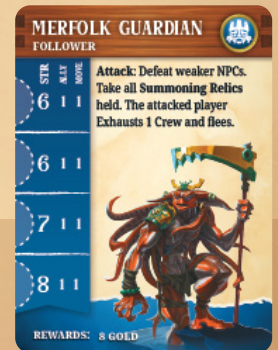 MERFOLK GUARDIAN
FOLLOWER
STR ALLY MOVE
6 1 1
6 1 1
7 1 1
8 1 1
Attack: Defeat weaker NPCs.
Take all Summoning Relics
held. The attacked player
Exhausts 1 Crew and flees.
REWARDS: 8 GOLD